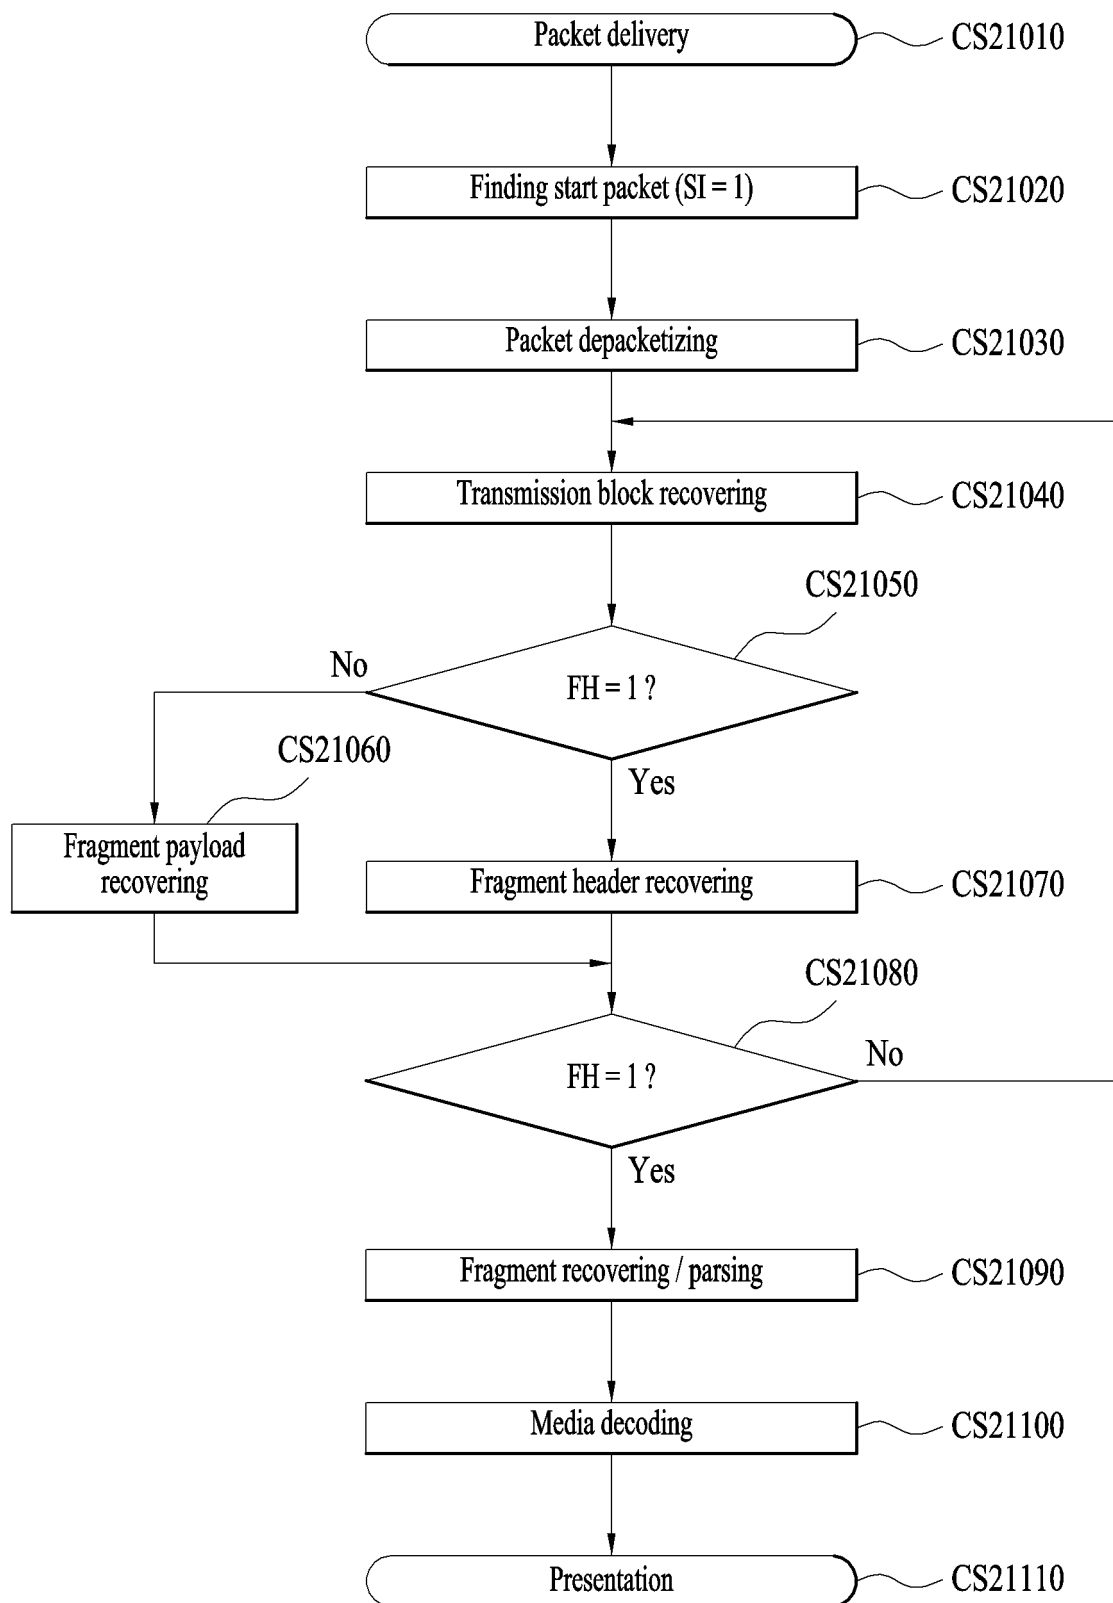 Packet delivery
CS21010
Finding start packet (SI = 1)
CS21020
Packet depacketizing
CS21030
Transmission block recovering
CS21040
CS21050
No
FH = 1 ?
CS21060
Yes
Fragment payload
recovering
Fragment header recovering
CS21070
CS21080
FH = 1 ?
No
Yes
Fragment recovering / parsing
CS21090
Media decoding
CS21100
Presentation
CS21110